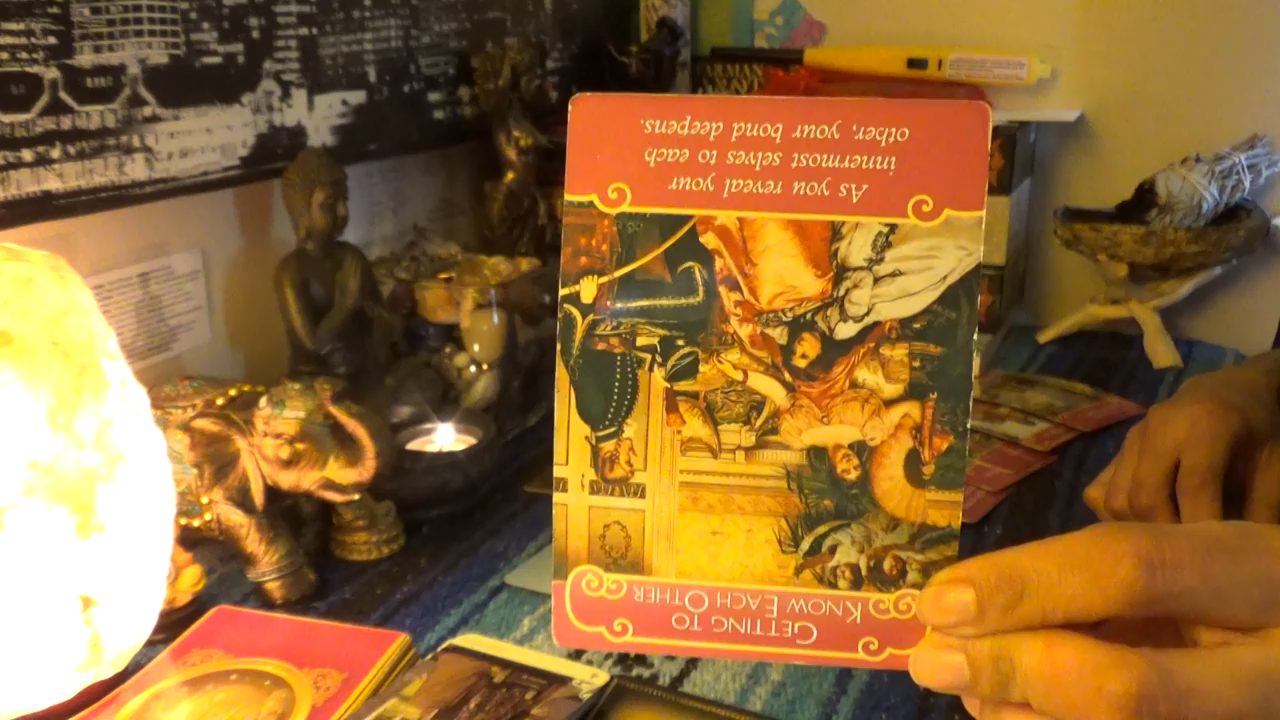 GETTING TO
KNOW EACH OTHER
As you reveal your
innermost selves to each
other, your bond deepens.